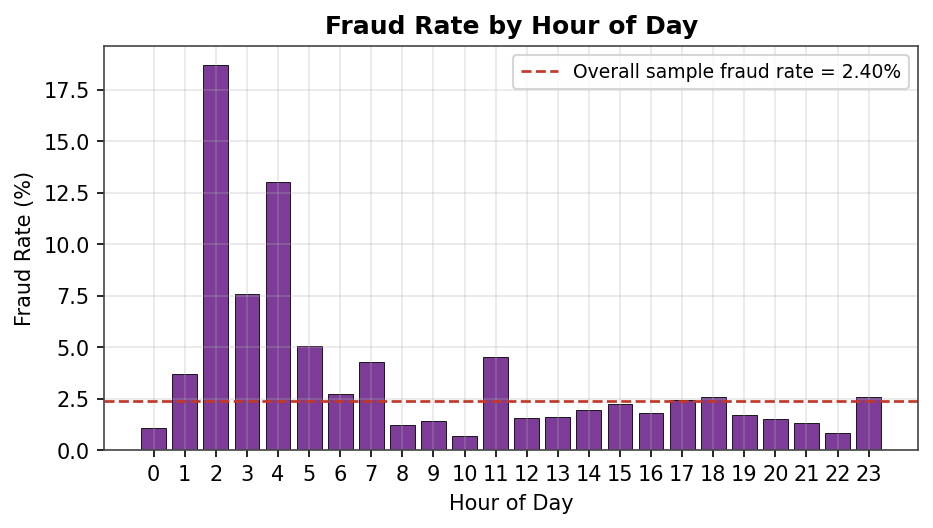 Fraud Rate by Hour of Day
Overall sample fraud rate = 2.40%
Fraud Rate (%)
17.5
15.0
12.5
10.0
7.5
5.0
2.5
0.0
0 1 2 3 4 5 6 7 8 9 10 11 12 13 14 15 16 17 18 19 20 21 22 23
Hour of Day